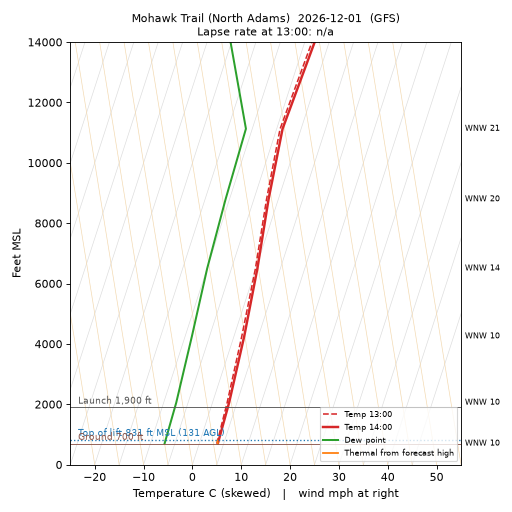 Mohawk Trail (North Adams)  2026-12-01  (GFS)
Lapse rate at 13:00: n/a
14000
12000
10000
8000
6000
4000
2000
0
Feet MSL
WNW 21
WNW 20
WNW 14
WNW 10
WNW 10
WNW 10
Launch 1,900 ft
Top of lift 831 ft MSL (131 AGL)
Ground 700 ft
Temp 13:00
Temp 14:00
Dew point
Thermal from forecast high
−20 −10 0 10 20 30 40 50
Temperature C (skewed)   |   wind mph at right